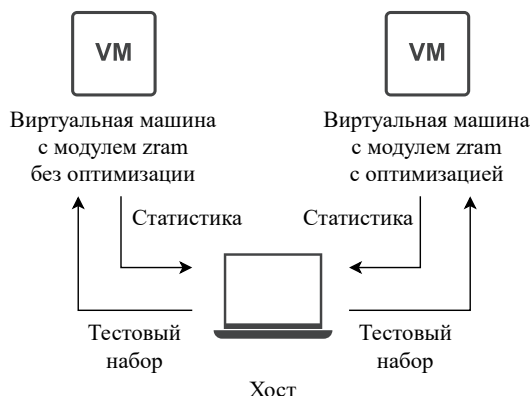 VM
Виртуальная машина
с модулем zram
без оптимизации
VM
Виртуальная машина
с модулем zram
с оптимизацией
Статистика
Статистика
Тестовый
набор
Тестовый
набор
Хост